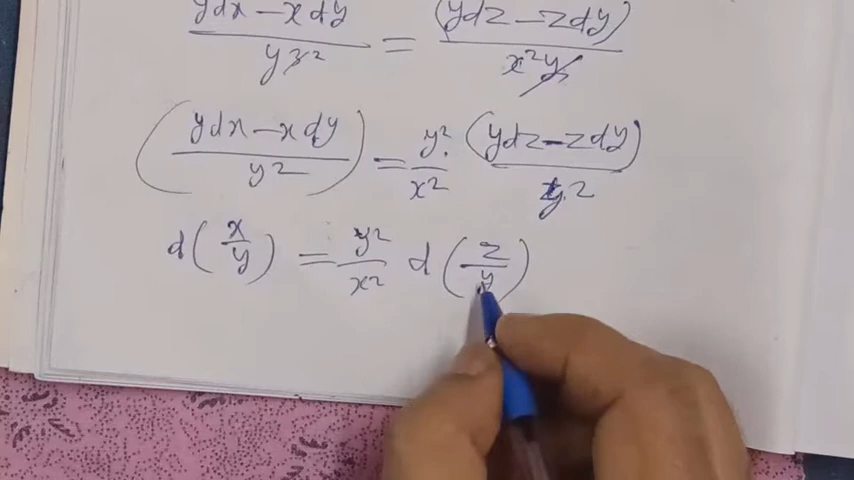 (ydx - xdy) / yz² = (ydz - zdy) / x²y
(ydx - xdy / y²) = y²/x² (ydz - zdy) / y²
d(x/y) = y²/x² d(z/y)